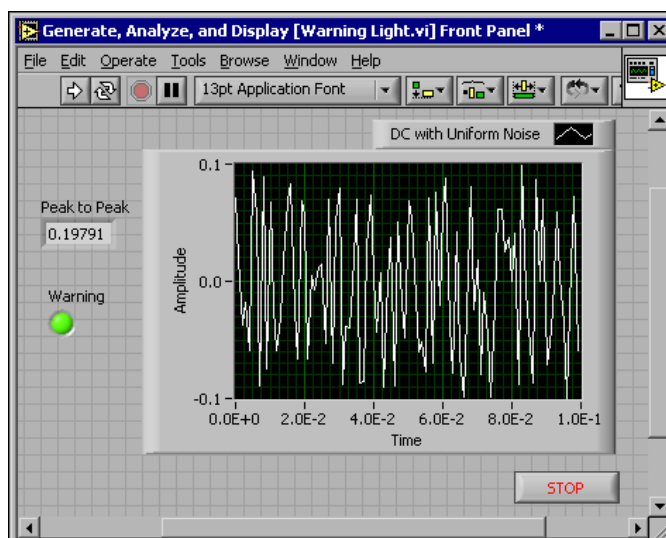 Generate, Analyze, and Display [Warning Light.vi] Front Panel *
File Edit Operate Tools Browse Window Help
13pt Application Font
DC with Uniform Noise
Peak to Peak
0.19791
Warning
Amplitude
0.1
0.0
-0.1
0.0E+0 2.0E-2 4.0E-2 6.0E-2 8.0E-2 1.0E-1
Time
STOP